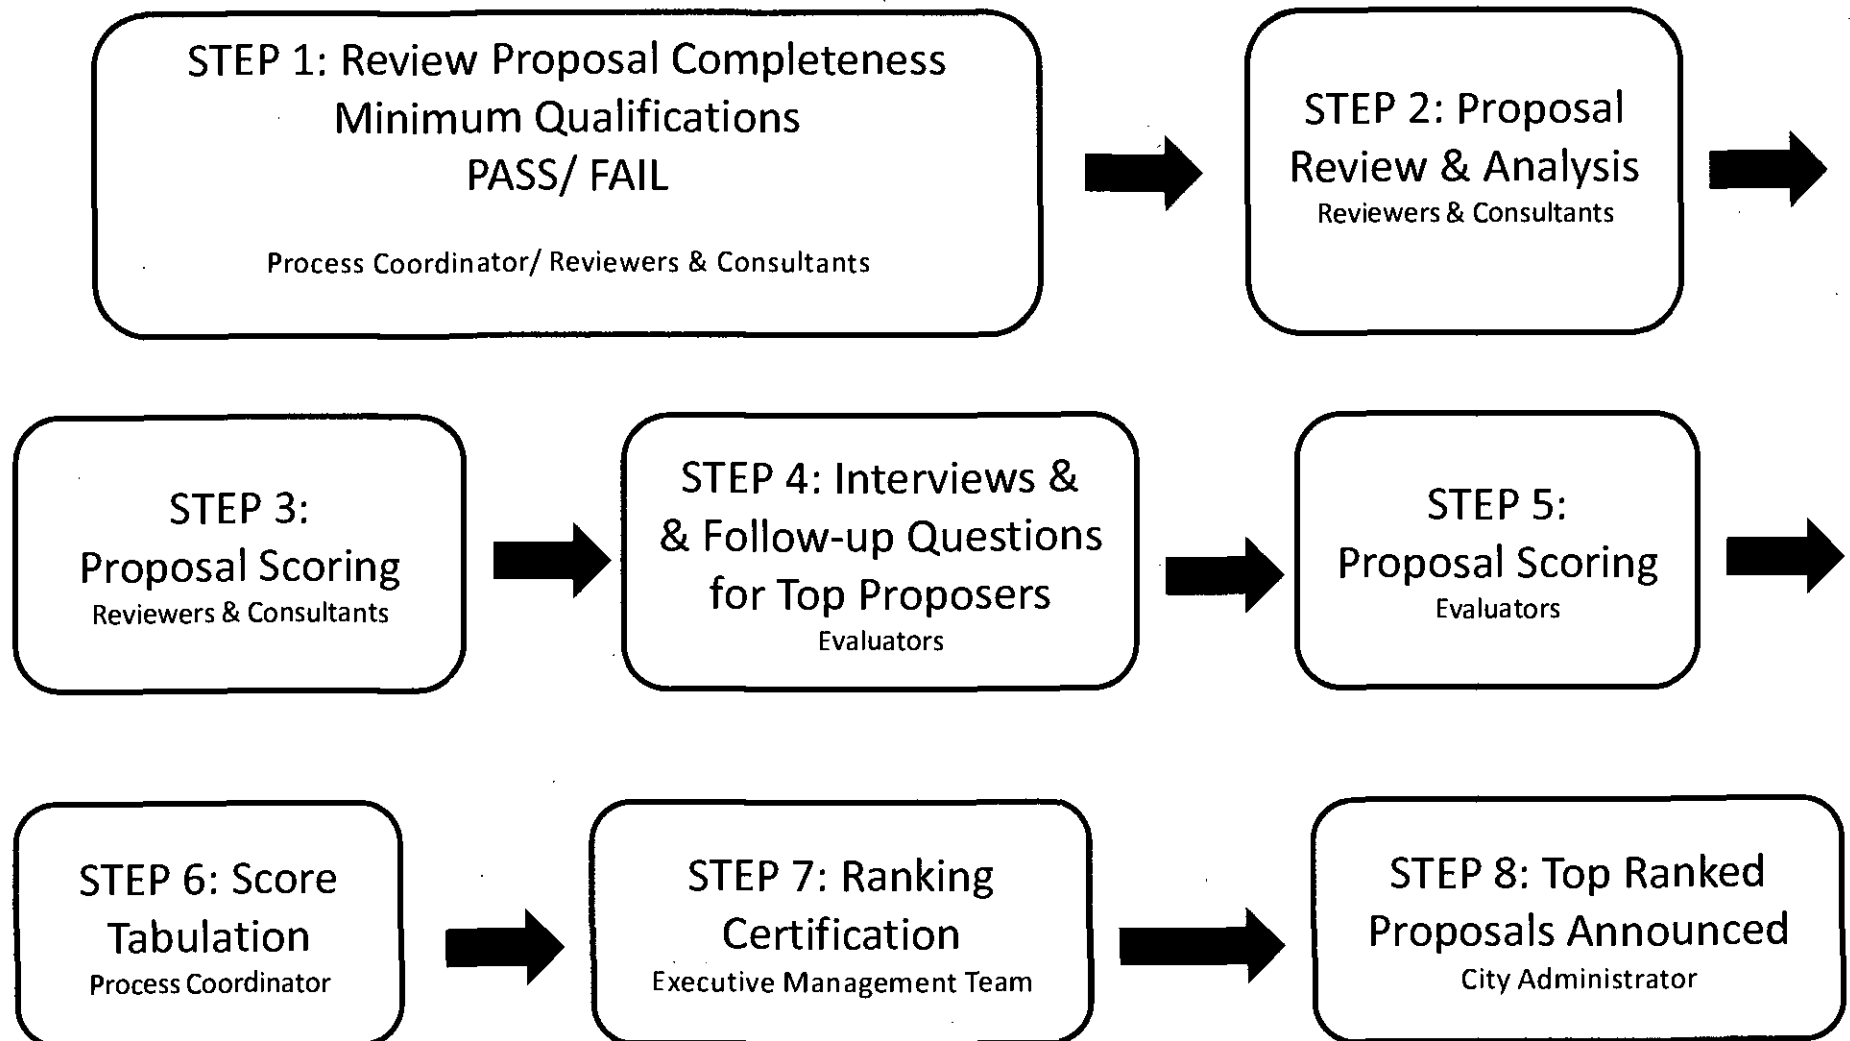 STEP 1: Review Proposal Completeness
Minimum Qualifications
PASS/ FAIL
Process Coordinator/ Reviewers & Consultants
STEP 2: Proposal
Review & Analysis
Reviewers & Consultants
STEP 3:
Proposal Scoring
Reviewers & Consultants
STEP 4: Interviews &
& Follow-up Questions
for Top Proposers
Evaluators
STEP 5:
Proposal Scoring
Evaluators
STEP 6: Score
Tabulation
Process Coordinator
STEP 7: Ranking
Certification
Executive Management Team
STEP 8: Top Ranked
Proposals Announced
City Administrator